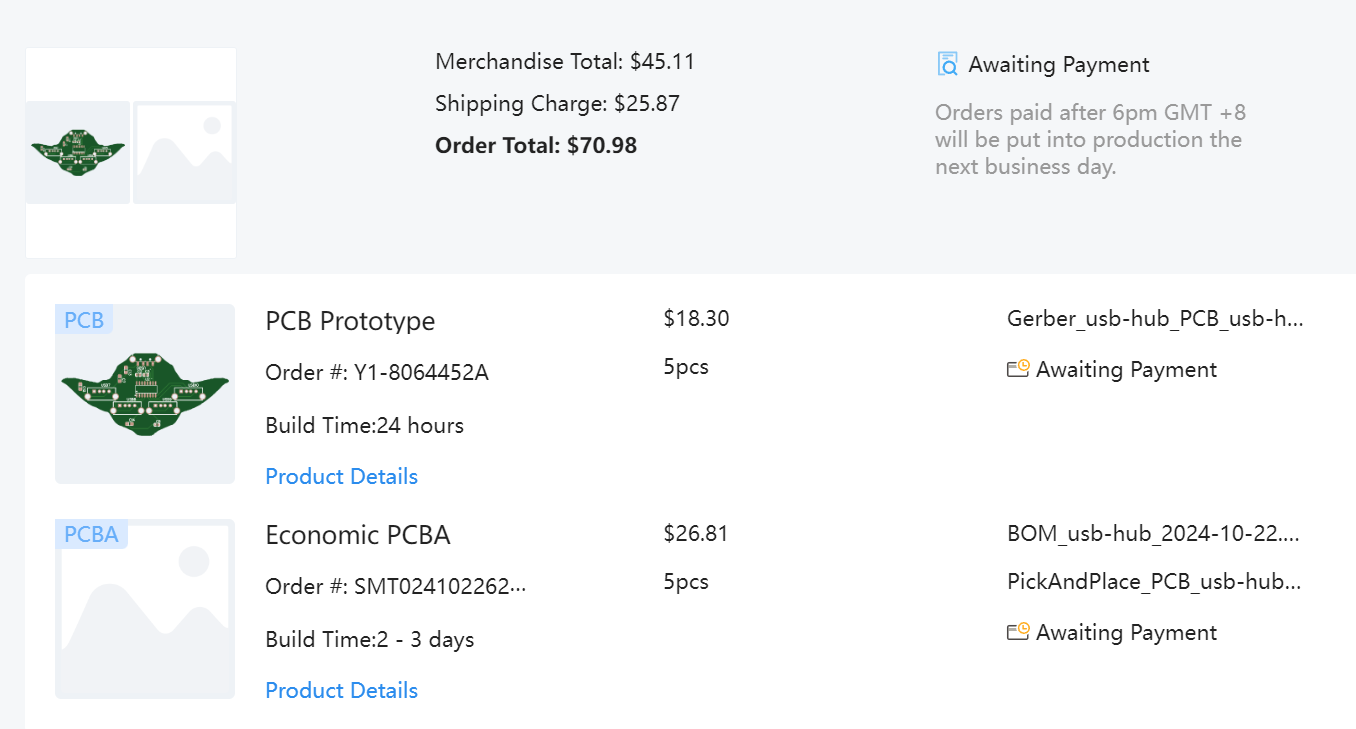 Merchandise Total: $45.11
Shipping Charge: $25.87
Order Total: $70.98
Awaiting Payment
Orders paid after 6pm GMT +8
will be put into production the
next business day.
PCB
PCB Prototype
$18.30
Gerber_usb-hub_PCB_usb-h...
Order #: Y1-8064452A
5pcs
Awaiting Payment
Build Time:24 hours
Product Details
PCBA
Economic PCBA
$26.81
BOM_usb-hub_2024-10-22....
Order #: SMT024102262...
5pcs
PickAndPlace_PCB_usb-hub...
Build Time:2 - 3 days
Awaiting Payment
Product Details